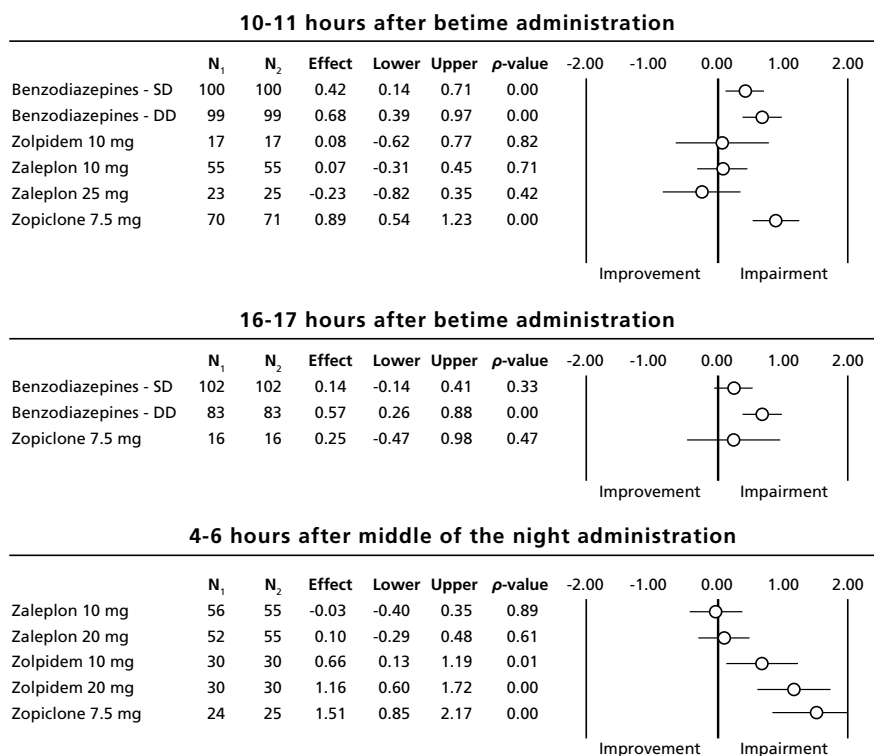 10-11 hours after betime administration
N1 N2 Effect Lower Upper p-value -2.00 -1.00 0.00 1.00 2.00
Benzodiazepines - SD 100 100 0.42 0.14 0.71 0.00
Benzodiazepines - DD 99 99 0.68 0.39 0.97 0.00
Zolpidem 10 mg 17 17 0.08 -0.62 0.77 0.82
Zaleplon 10 mg 55 55 0.07 -0.31 0.45 0.71
Zaleplon 25 mg 23 25 -0.23 -0.82 0.35 0.42
Zopiclone 7.5 mg 70 71 0.89 0.54 1.23 0.00
Improvement Impairment
16-17 hours after betime administration
N1 N2 Effect Lower Upper p-value -2.00 -1.00 0.00 1.00 2.00
Benzodiazepines - SD 102 102 0.14 -0.14 0.41 0.33
Benzodiazepines - DD 83 83 0.57 0.26 0.88 0.00
Zopiclone 7.5 mg 16 16 0.25 -0.47 0.98 0.47
Improvement Impairment
4-6 hours after middle of the night administration
N1 N2 Effect Lower Upper p-value -2.00 -1.00 0.00 1.00 2.00
Zaleplon 10 mg 56 55 -0.03 -0.40 0.35 0.89
Zaleplon 20 mg 52 55 0.10 -0.29 0.48 0.61
Zolpidem 10 mg 30 30 0.66 0.13 1.19 0.01
Zolpidem 20 mg 30 30 1.16 0.60 1.72 0.00
Zopiclone 7.5 mg 24 25 1.51 0.85 2.17 0.00
Improvement Impairment